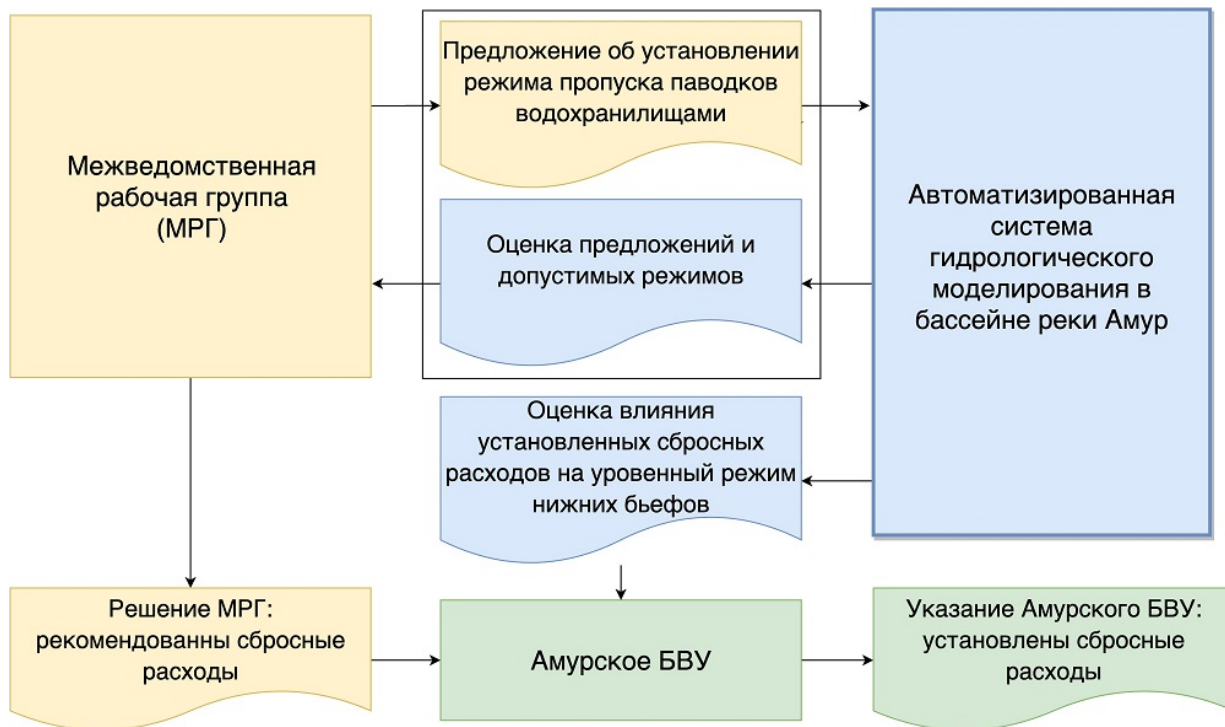 Предложение об установлении
режима пропуска паводков
водохранилищами
Межведомственная
рабочая группа
(МРГ)
Автоматизированная
система
гидрологического
моделирования в
бассейне реки Амур
Оценка предложений и
допустимых режимов
Оценка влияния
установленных сбросных
расходов на уровенный режим
нижних бьефов
Решение МРГ:
рекомендованны сбросные
расходы
Амурское БВУ
Указание Амурского БВУ:
установлены сбросные
расходы